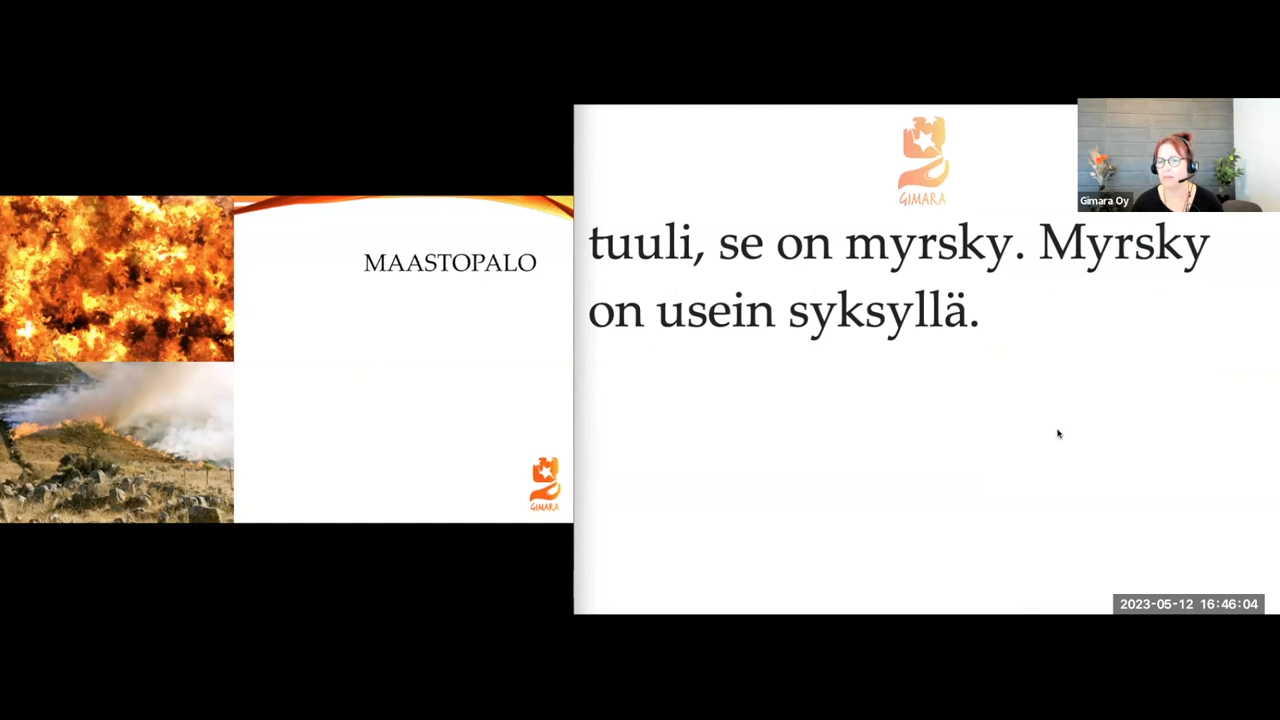 MAASTOPALO
GIMARA
GIMARA
tuuli, se on myrsky. Myrsky
on usein syksyllä.
Gimara Oy
2023-05-12 16:46:04